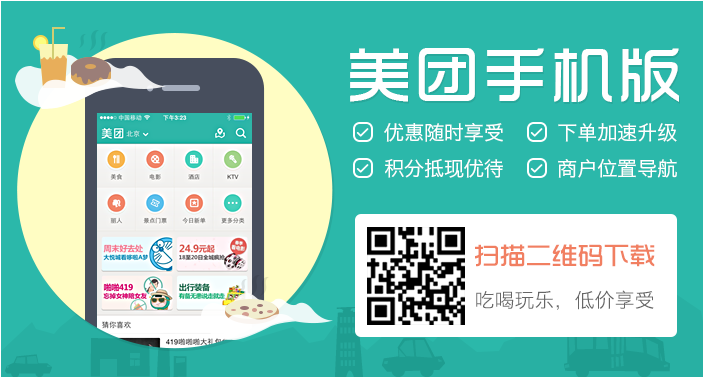 美团手机版
优惠随时享受
下单加速升级
积分抵现优待
商户位置导航
扫描二维码下载
吃喝玩乐，低价享受
中国移动
下午3:23
美团 北京
美食
电影
酒店
KTV
丽人
景点门票
今日新单
更多分类
周末好去处
大悦城看哆啦A梦
24.9元起
18至20日全城疯抢
啪啪419
忘掉女神陪女友
出行装备
有备无患说走就走
猜你喜欢
419啪啪啪大礼包